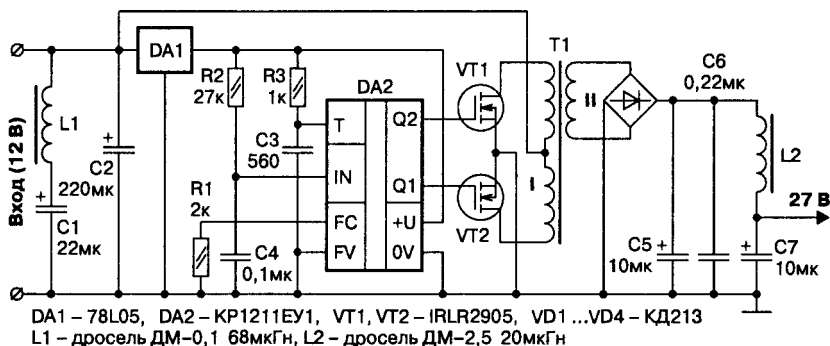 Вход (12 В)
L1
C1
22мк
C2
220мк
DA1
R2
27к
R3
1к
C3
560
R1
2к
C4
0,1мк
DA2
T
IN
FC
FV
Q2
Q1
+U
0V
VT1
VT2
T1
I
II
C6
0,22мк
C5
10мк
L2
27 В
C7
10мк
DA1 – 78L05, DA2 – КР1211ЕУ1, VT1, VT2 – IRLR2905, VD1 ...VD4 – КД213
L1 – дросель ДМ–0,1 68мкГн, L2 – дросель ДМ–2,5 20мкГн